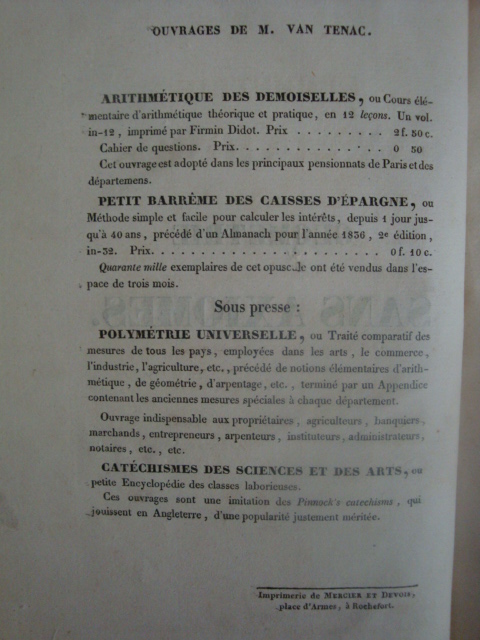 OUVRAGES DE M. VAN TENAC.
ARITHMÉTIQUE DES DEMOISELLES, ou Cours élé-
mentaire d'arithmétique théorique et pratique, en 12 leçons. Un vol.
in-12, imprimé par Firmin Didot. Prix . . . . . . . . . 2 f. 50 c.
Cahier de questions. Prix. . . . . . . . . . . . . . 0 50
Cet ouvrage est adopté dans les principaux pensionnats de Paris et des
départemens.
PETIT BARRÊME DES CAISSES D'ÉPARGNE, ou
Méthode simple et facile pour calculer les intérêts, depuis 1 jour jus-
qu'à 40 ans, précédé d'un Almanach pour l'année 1836, 2e édition,
in-32. Prix. . . . . . . . . . . . . . . . . . . . 0 f. 10 c.
Quarante mille exemplaires de cet opuscule ont été vendus dans l'es-
pace de trois mois.
Sous presse :
POLYMÉTRIE UNIVERSELLE, ou Traité comparatif des
mesures de tous les pays, employées dans les arts, le commerce,
l'industrie, l'agriculture, etc., précédé de notions élémentaires d'arith-
métique, de géométrie, d'arpentage, etc., terminé par un Appendice
contenant les anciennes mesures spéciales à chaque département.
Ouvrage indispensable aux propriétaires, agriculteurs, banquiers,
marchands, entrepreneurs, arpenteurs, instituteurs, administrateurs,
notaires, etc., etc.
CATÉCHISMES DES SCIENCES ET DES ARTS, ou
petite Encyclopédie des classes laborieuses.
Ces ouvrages sont une imitation des Pinnock's catechisms, qui
jouissent en Angleterre, d'une popularité justement méritée.
Imprimerie de MERCIER ET DEVOIS,
place d'Armes, à Rochefort.